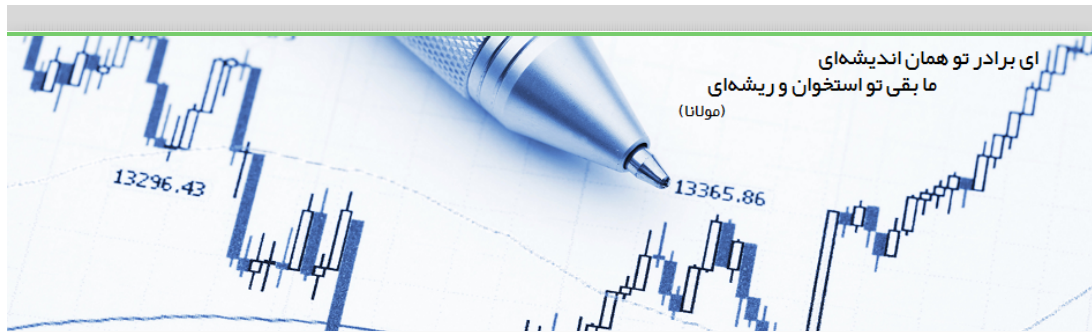 ای برادر تو همان اندیشه‌ای
ما بقی تو استخوان و ریشه‌ای
(مولانا)
13296.43
13365.86